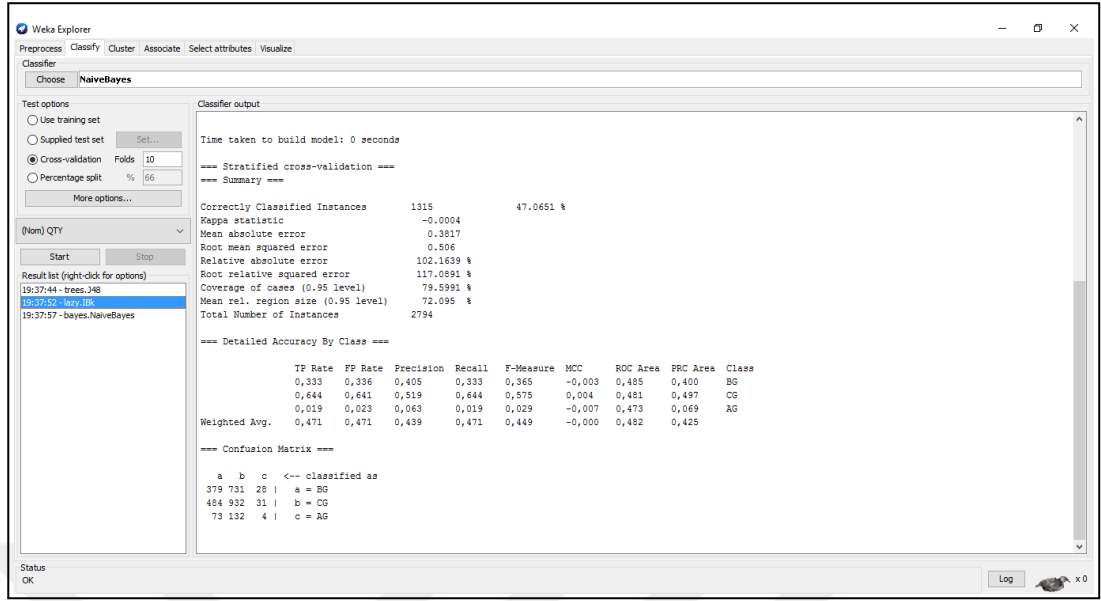 Weka Explorer
Preprocess Classify Cluster Associate Select attributes Visualize
Classifier
Choose NaiveBayes
Test options
Use training set
Supplied test set Set...
Cross-validation Folds 10
Percentage split % 66
More options...
(Nom) QTY
Start Stop
Result list (right-click for options)
19:37:44 - trees.J48
19:37:52 - lazy.IBk
19:37:57 - bayes.NaiveBayes
Classifier output
Time taken to build model: 0 seconds
=== Stratified cross-validation ===
=== Summary ===
Correctly Classified Instances 1315 47.0651 %
Kappa statistic -0.0004
Mean absolute error 0.3817
Root mean squared error 0.506
Relative absolute error 102.1639 %
Root relative squared error 117.0891 %
Coverage of cases (0.95 level) 79.5991 %
Mean rel. region size (0.95 level) 72.095 %
Total Number of Instances 2794
=== Detailed Accuracy By Class ===
TP Rate FP Rate Precision Recall F-Measure MCC ROC Area PRC Area Class
0,333 0,336 0,405 0,333 0,365 -0,003 0,485 0,400 BG
0,644 0,641 0,519 0,644 0,575 0,004 0,481 0,497 CG
0,019 0,023 0,063 0,019 0,029 -0,007 0,473 0,069 AG
Weighted Avg. 0,471 0,471 0,439 0,471 0,449 -0,000 0,482 0,425
=== Confusion Matrix ===
a b c <-- classified as
379 731 28 | a = BG
484 932 31 | b = CG
73 132 4 | c = AG
Status
OK
Log x 0